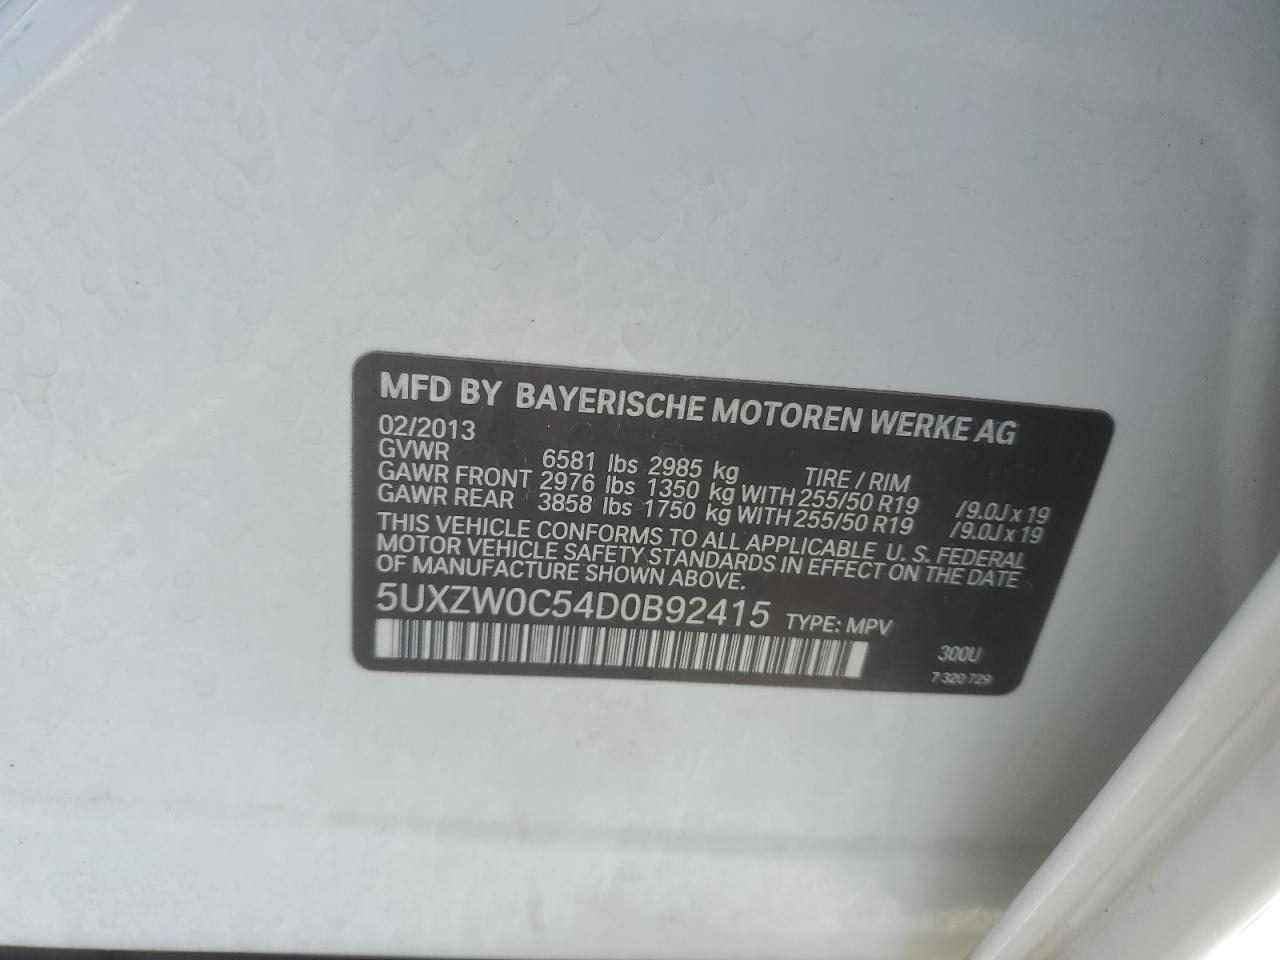 MFD BY BAYERISCHE MOTOREN WERKE AG
02/2013
GVWR 6581 lbs 2985 kg TIRE / RIM
GAWR FRONT 2976 lbs 1350 kg WITH 255/50 R19 /9.0J x 19
GAWR REAR 3858 lbs 1750 kg WITH 255/50 R19 /9.0J x 19
THIS VEHICLE CONFORMS TO ALL APPLICABLE U. S. FEDERAL
MOTOR VEHICLE SAFETY STANDARDS IN EFFECT ON THE DATE
OF MANUFACTURE SHOWN ABOVE.
5UXZW0C54D0B92415 TYPE: MPV
300U
7 320 729